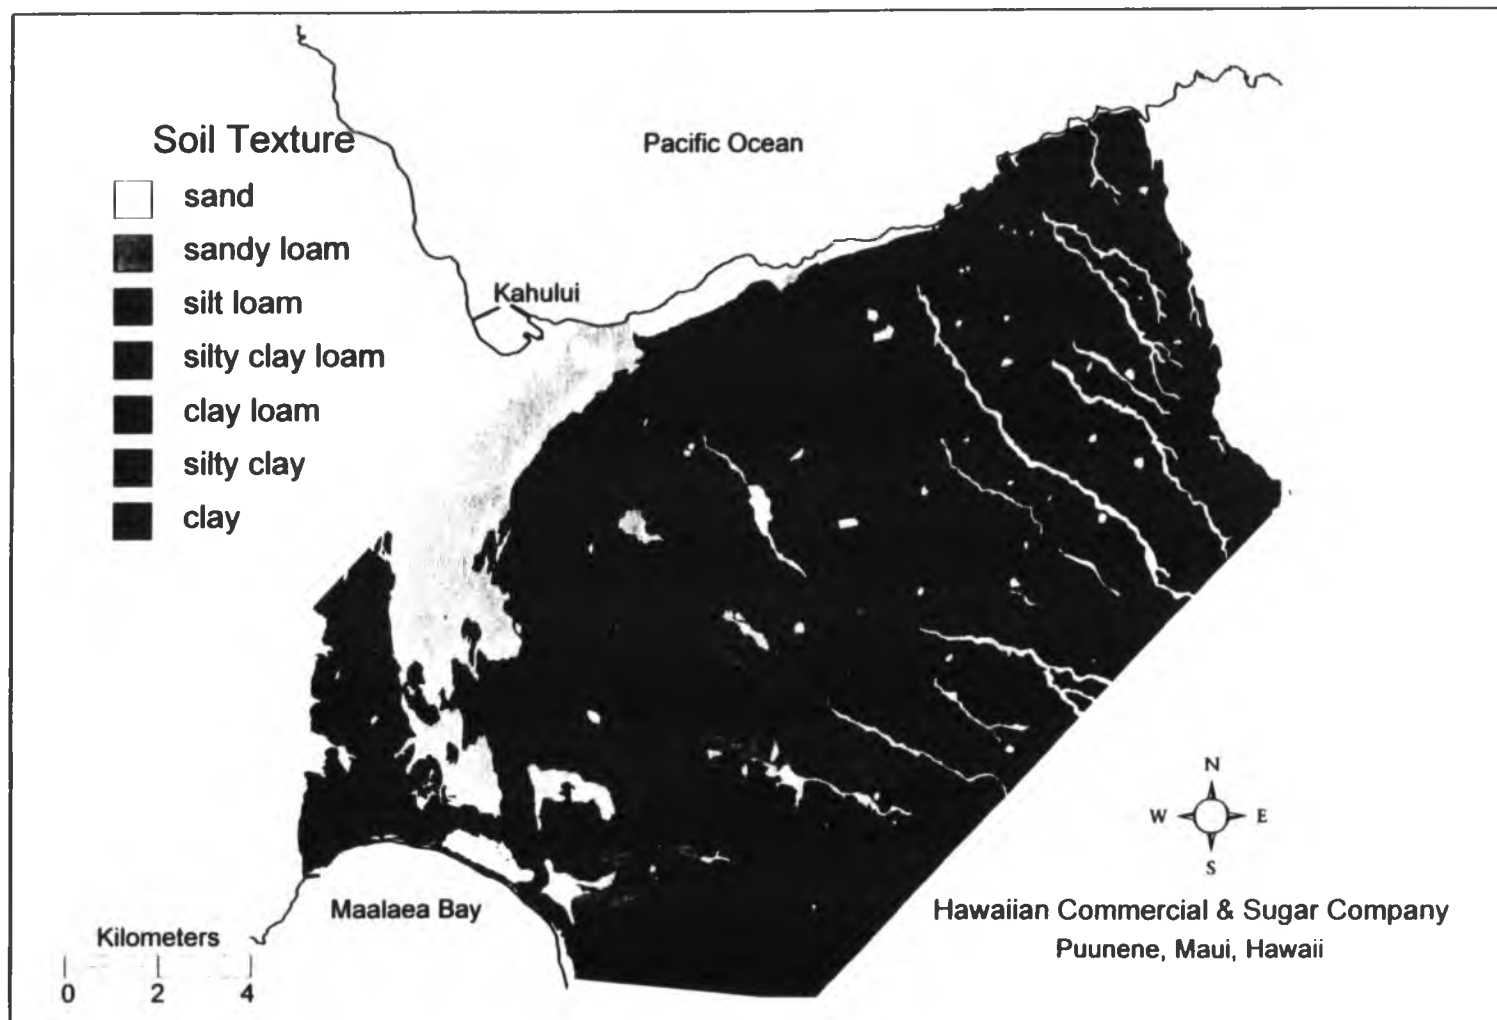 Soil Texture
sand
sandy loam
silt loam
silty clay loam
clay loam
silty clay
clay
Pacific Ocean
Kahului
Maalaea Bay
Kilometers
0 2 4
N
W E
S
Hawaiian Commercial & Sugar Company
Puunene, Maui, Hawaii